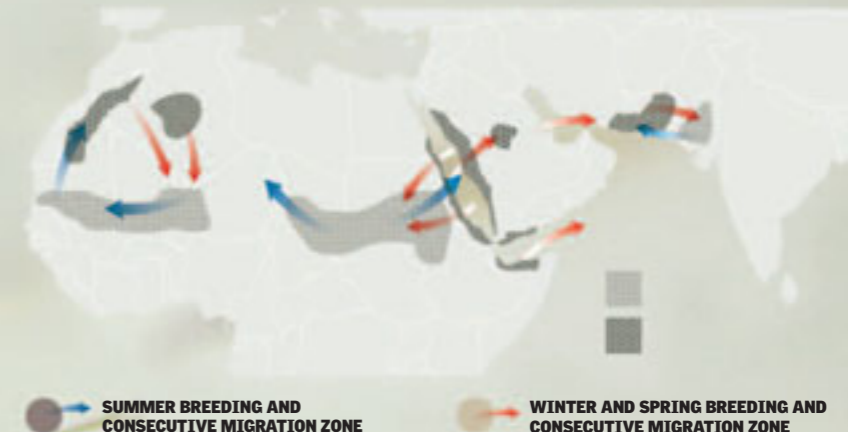 SUMMER BREEDING AND
CONSECUTIVE MIGRATION ZONE
WINTER AND SPRING BREEDING AND
CONSECUTIVE MIGRATION ZONE